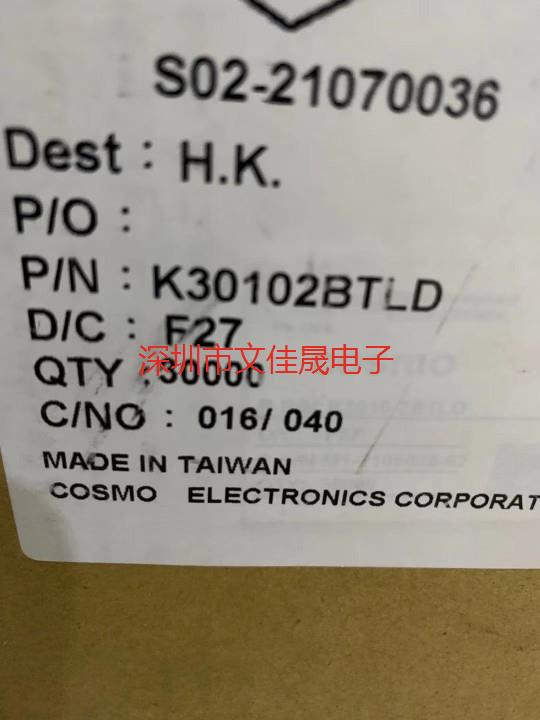 S02-21070036
Dest : H.K.
P/O :
P/N : K30102BTLD
D/C : F27
深圳市文佳晟电子
QTY : 30000
C/NO : 016/ 040
MADE IN TAIWAN
COSMO ELECTRONICS CORPORAT